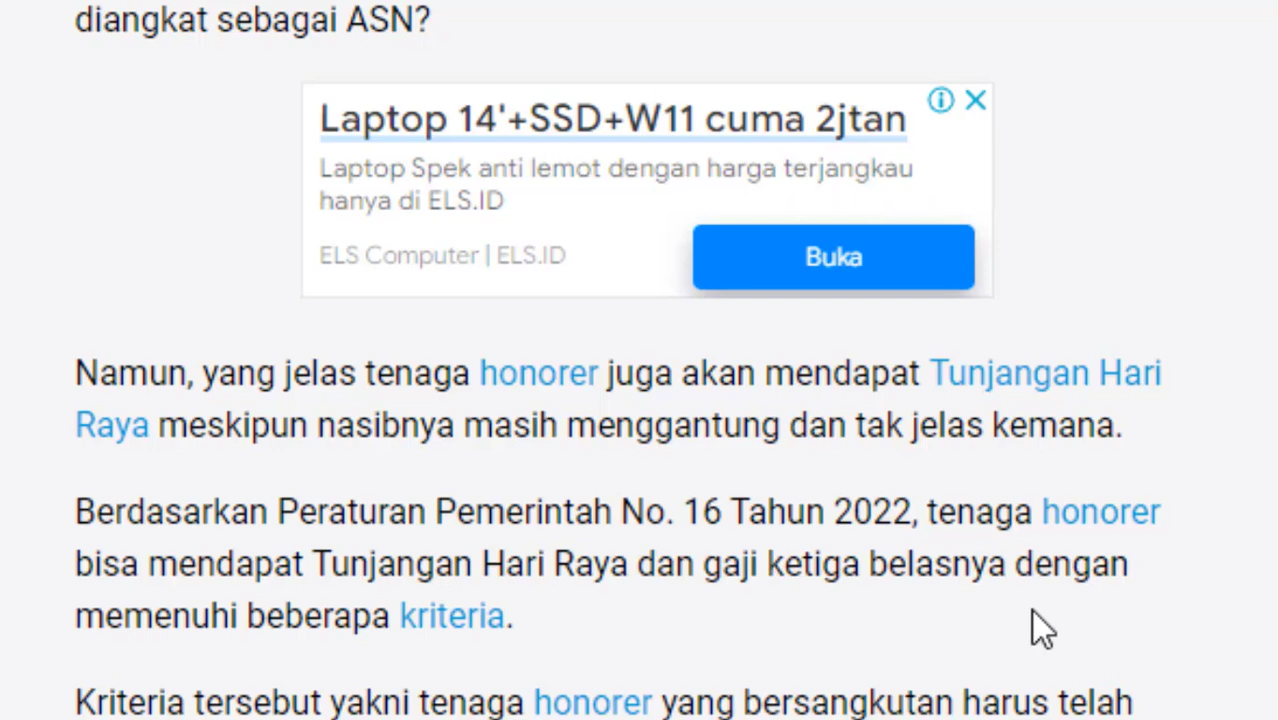 diangkat sebagai ASN?
Laptop 14'+SSD+W11 cuma 2jtan
Laptop Spek anti lemot dengan harga terjangkau
hanya di ELS.ID
ELS Computer | ELS.ID
Buka
Namun, yang jelas tenaga honorer juga akan mendapat Tunjangan Hari
Raya meskipun nasibnya masih menggantung dan tak jelas kemana.
Berdasarkan Peraturan Pemerintah No. 16 Tahun 2022, tenaga honorer
bisa mendapat Tunjangan Hari Raya dan gaji ketiga belasnya dengan
memenuhi beberapa kriteria.
Kriteria tersebut yakni tenaga honorer yang bersangkutan harus telah